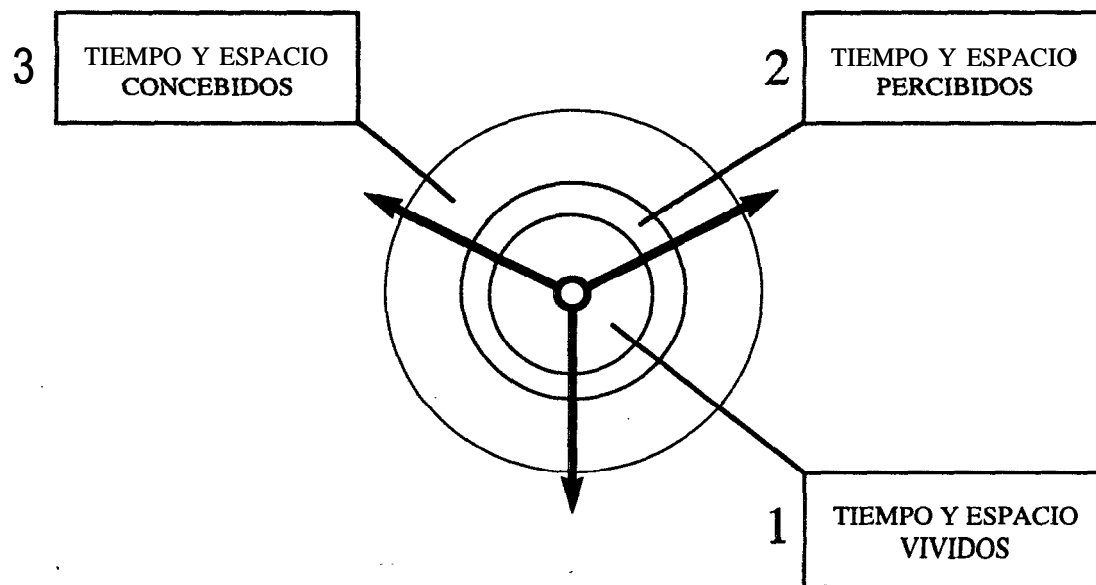 3
TIEMPO Y ESPACIO
CONCEBIDOS
2
TIEMPO Y ESPACIO
PERCIBIDOS
1
TIEMPO Y ESPACIO
VIVIDOS